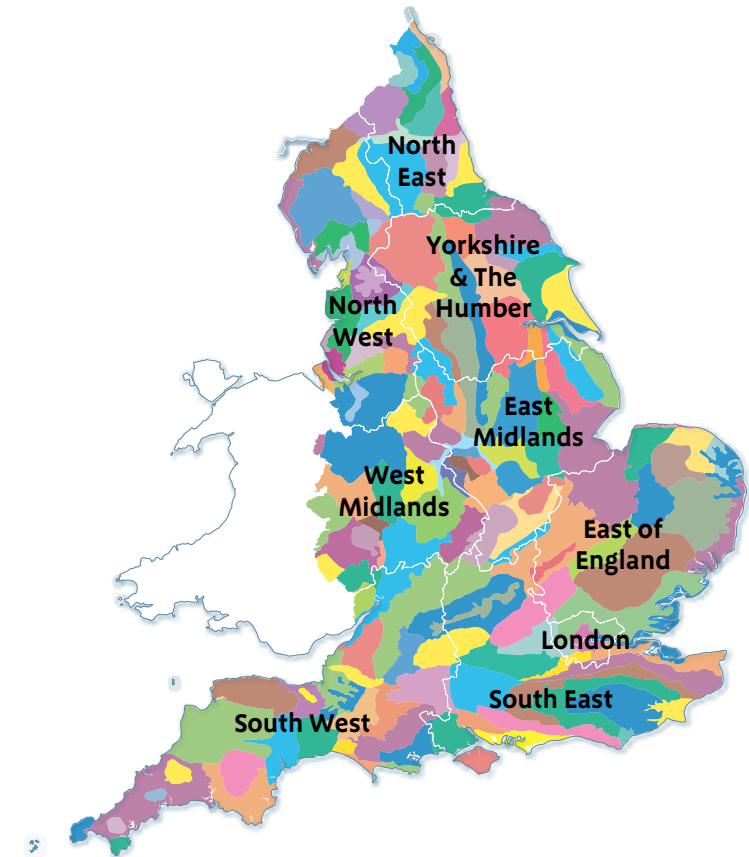 North
East
Yorkshire
& The
Humber
North
West
East
Midlands
West
Midlands
East of
England
London
South East
South West